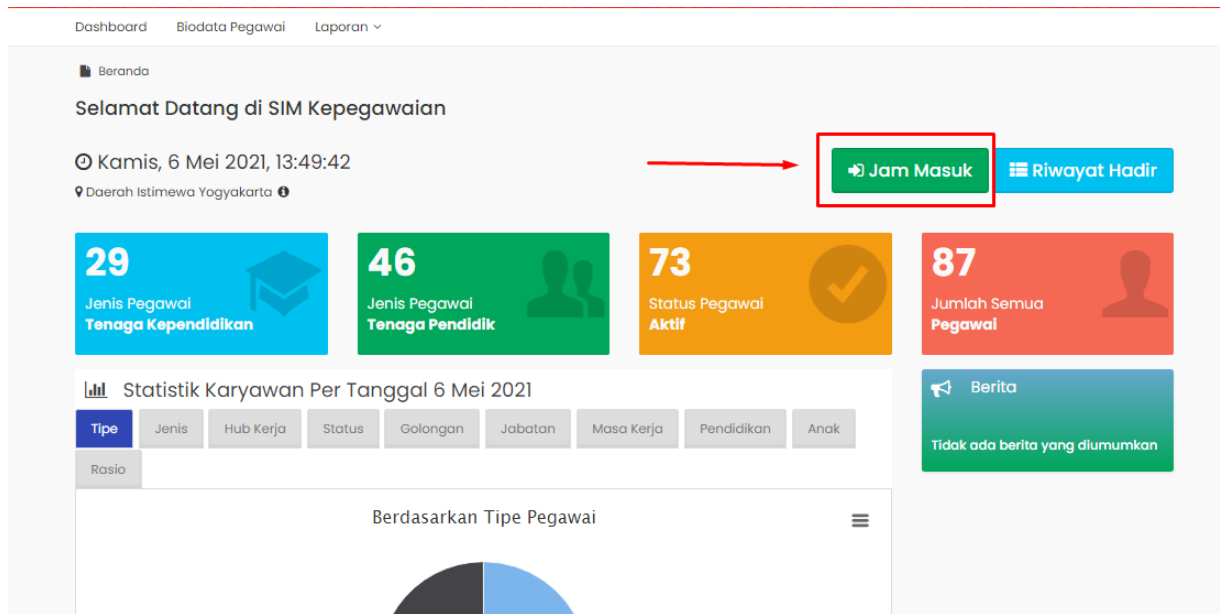 Dashboard Biodata Pegawai Laporan
Beranda
Selamat Datang di SIM Kepegawaian
Kamis, 6 Mei 2021, 13:49:42
Daerah Istimewa Yogyakarta
Jam Masuk
Riwayat Hadir
29
Jenis Pegawai
Tenaga Kependidikan
46
Jenis Pegawai
Tenaga Pendidik
73
Status Pegawai
Aktif
87
Jumlah Semua
Pegawai
Statistik Karyawan Per Tanggal 6 Mei 2021
Tipe Jenis Hub Kerja Status Golongan Jabatan Masa Kerja Pendidikan Anak
Rasio
Berdasarkan Tipe Pegawai
Berita
Tidak ada berita yang diumumkan